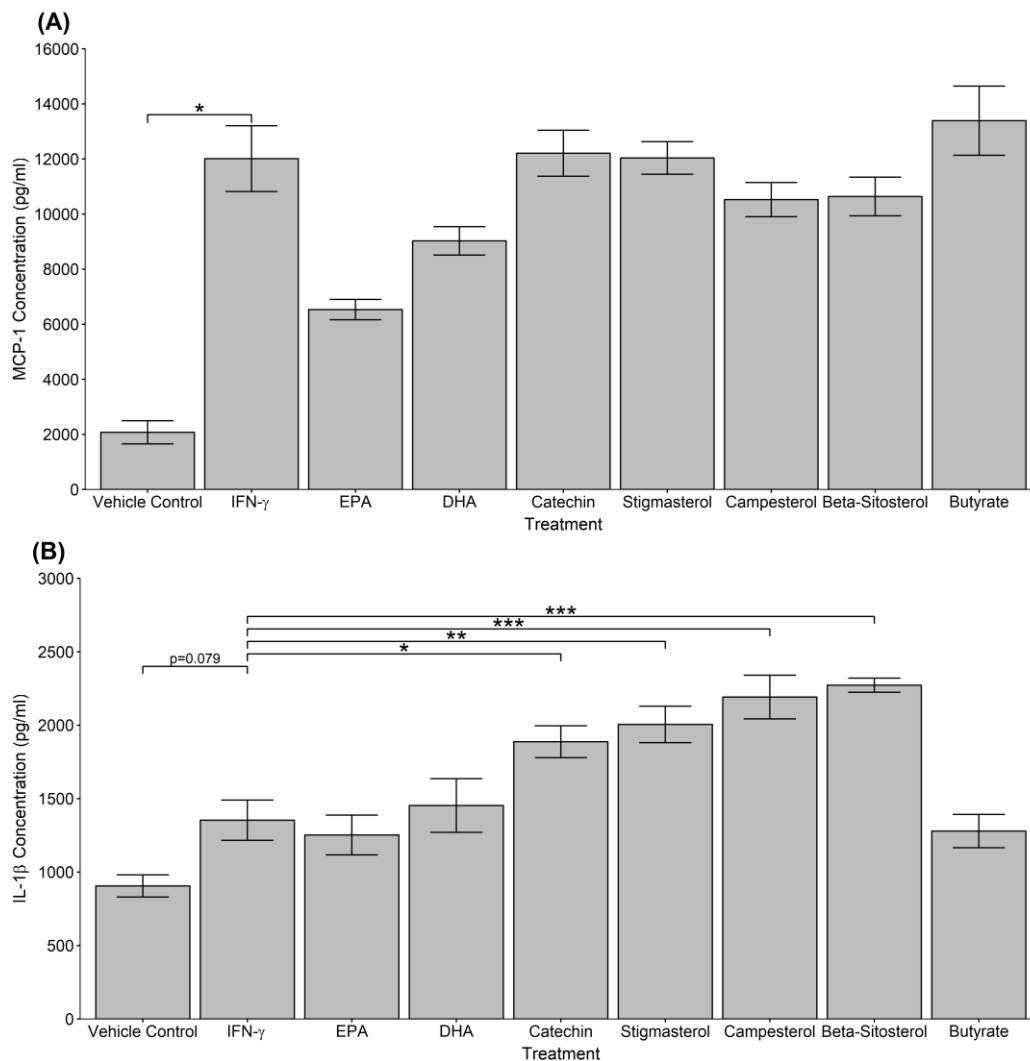 (A)
16000
14000
12000
10000
8000
6000
4000
2000
0
MCP-1 Concentration (pg/ml)
*
Vehicle Control IFN-γ EPA DHA Catechin Stigmasterol Campesterol Beta-Sitosterol Butyrate
Treatment
(B)
3000
2500
2000
1500
1000
500
0
IL-1β Concentration (pg/ml)
***
***
**
*
p=0.079
Vehicle Control IFN-γ EPA DHA Catechin Stigmasterol Campesterol Beta-Sitosterol Butyrate
Treatment